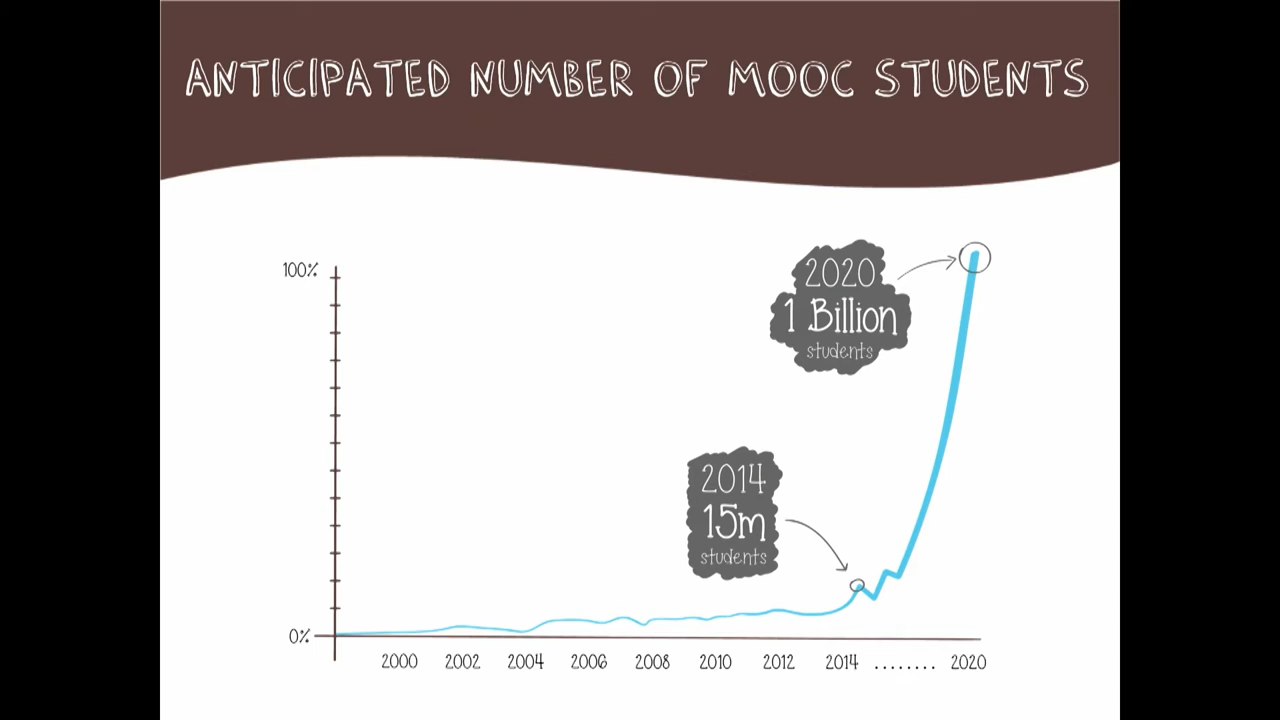 ANTICIPATED NUMBER OF MOOC STUDENTS
100%
2020
1 Billion
students
2014
15m
students
0%
2000 2002 2004 2006 2008 2010 2012 2014 ........ 2020